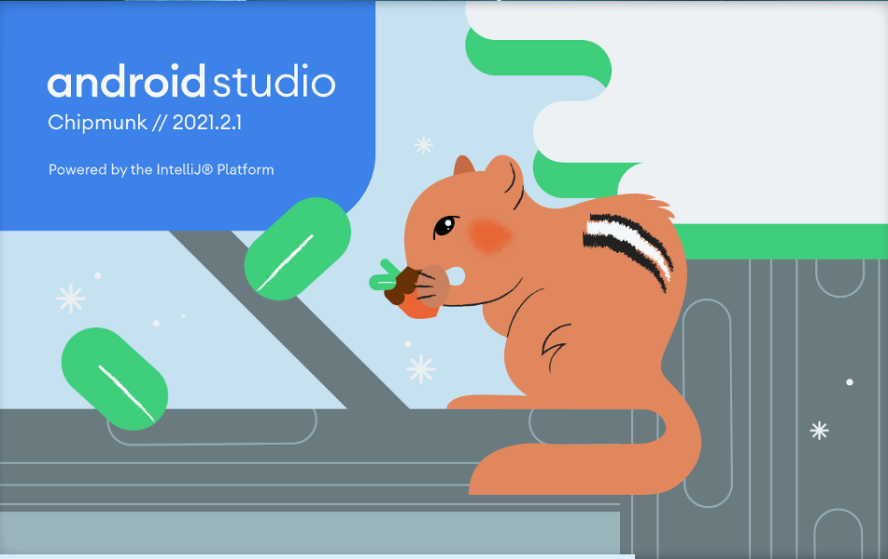 android studio
Chipmunk // 2021.2.1
Powered by the IntelliJ® Platform